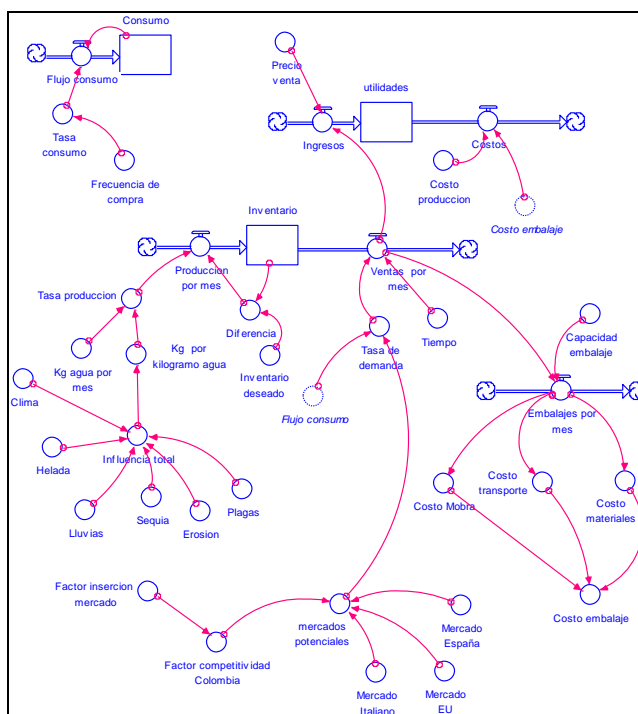 Consumo
Flujo consumo
Tasa
consumo
Frecuencia de
compra
Precio
venta
utilidades
Ingresos
Costos
Costo
produccion
Costo embalaje
Inventario
Produccion
por mes
Ventas por
mes
Tasa produccion
Diferencia
Tiempo
Kg agua por
mes
Kg por
kilogramo agua
Inventario
deseado
Tasa de
demanda
Capacidad
embalaje
Flujo consumo
Embalajes por
mes
Clima
Helada
Influencia total
Lluvias
Sequia
Erosion
Plagas
Costo Mobra
Costo
transporte
Costo
materiales
Costo embalaje
Factor insercion
mercado
Factor competitividad
Colombia
mercados
potenciales
Mercado
España
Mercado
Italiano
Mercado
EU